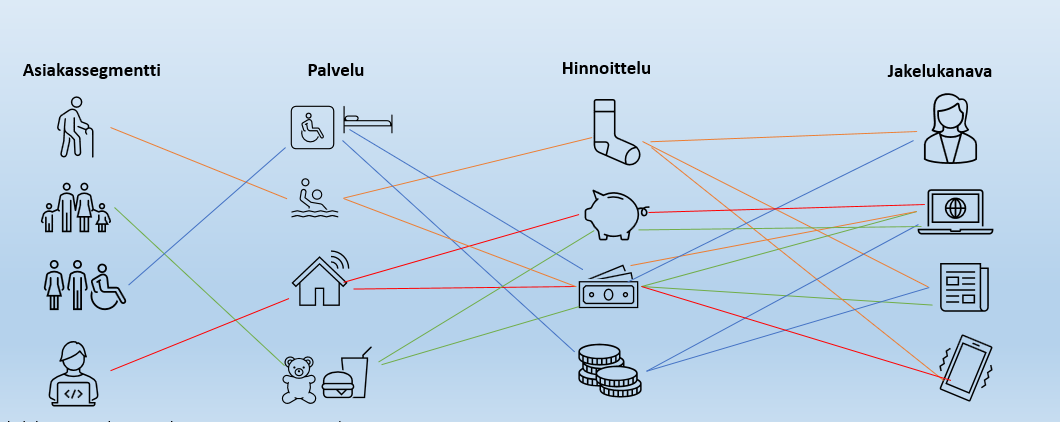 Asiakassegmentti
Palvelu
Hinnoittelu
Jakelukanava